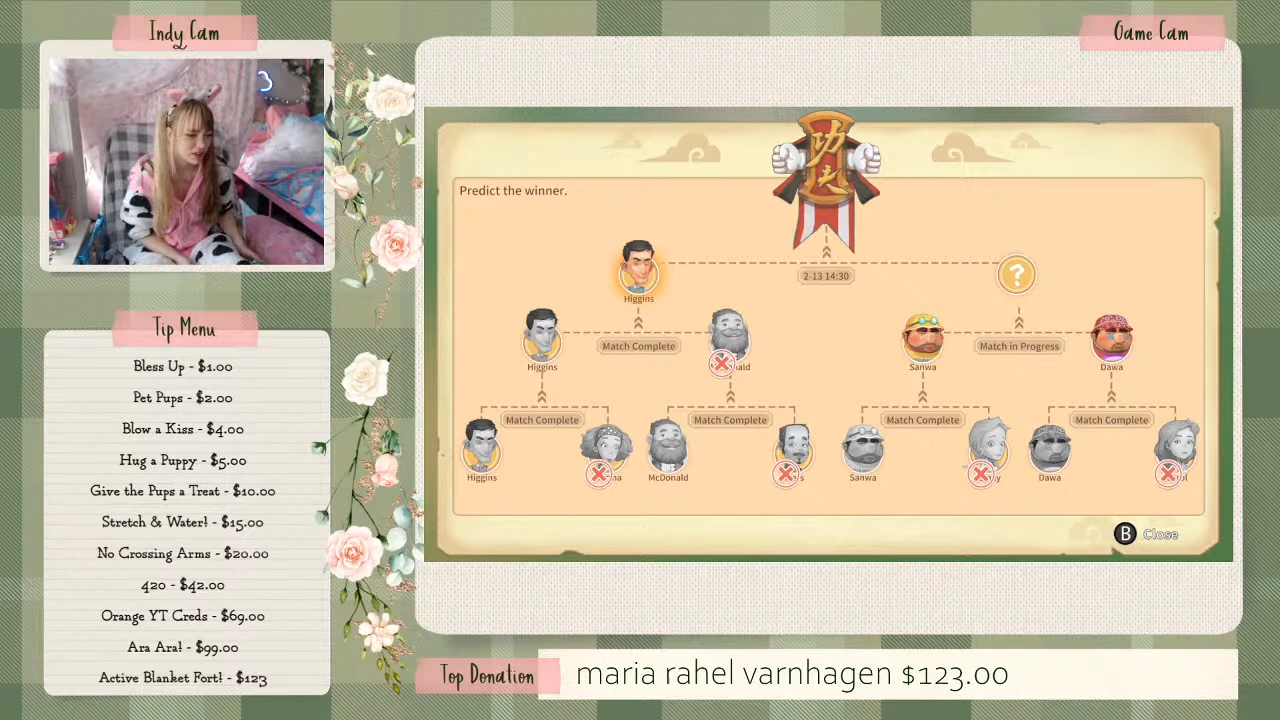 Indy Cam
Game Cam
3
功
夫
Predict the winner.
2-13 14:30
Higgins
?
Higgins
Match Complete
ald
Sanwa
Match in Progress
Dawa
Match Complete
Match Complete
Match Complete
Match Complete
Higgins
McDonald
Sanwa
Dawa
B Close
Tip Menu
Bless Up - $1.00
Pet Pups - $2.00
Blow a Kiss - $4.00
Hug a Puppy - $5.00
Give the Pups a Treat - $10.00
Stretch & Water! - $15.00
No Crossing Arms - $20.00
420 - $42.00
Orange YT Creds - $69.00
Ara Ara! - $99.00
Active Blanket Fort! - $123
Top Donation
maria rahel varnhagen $123.00